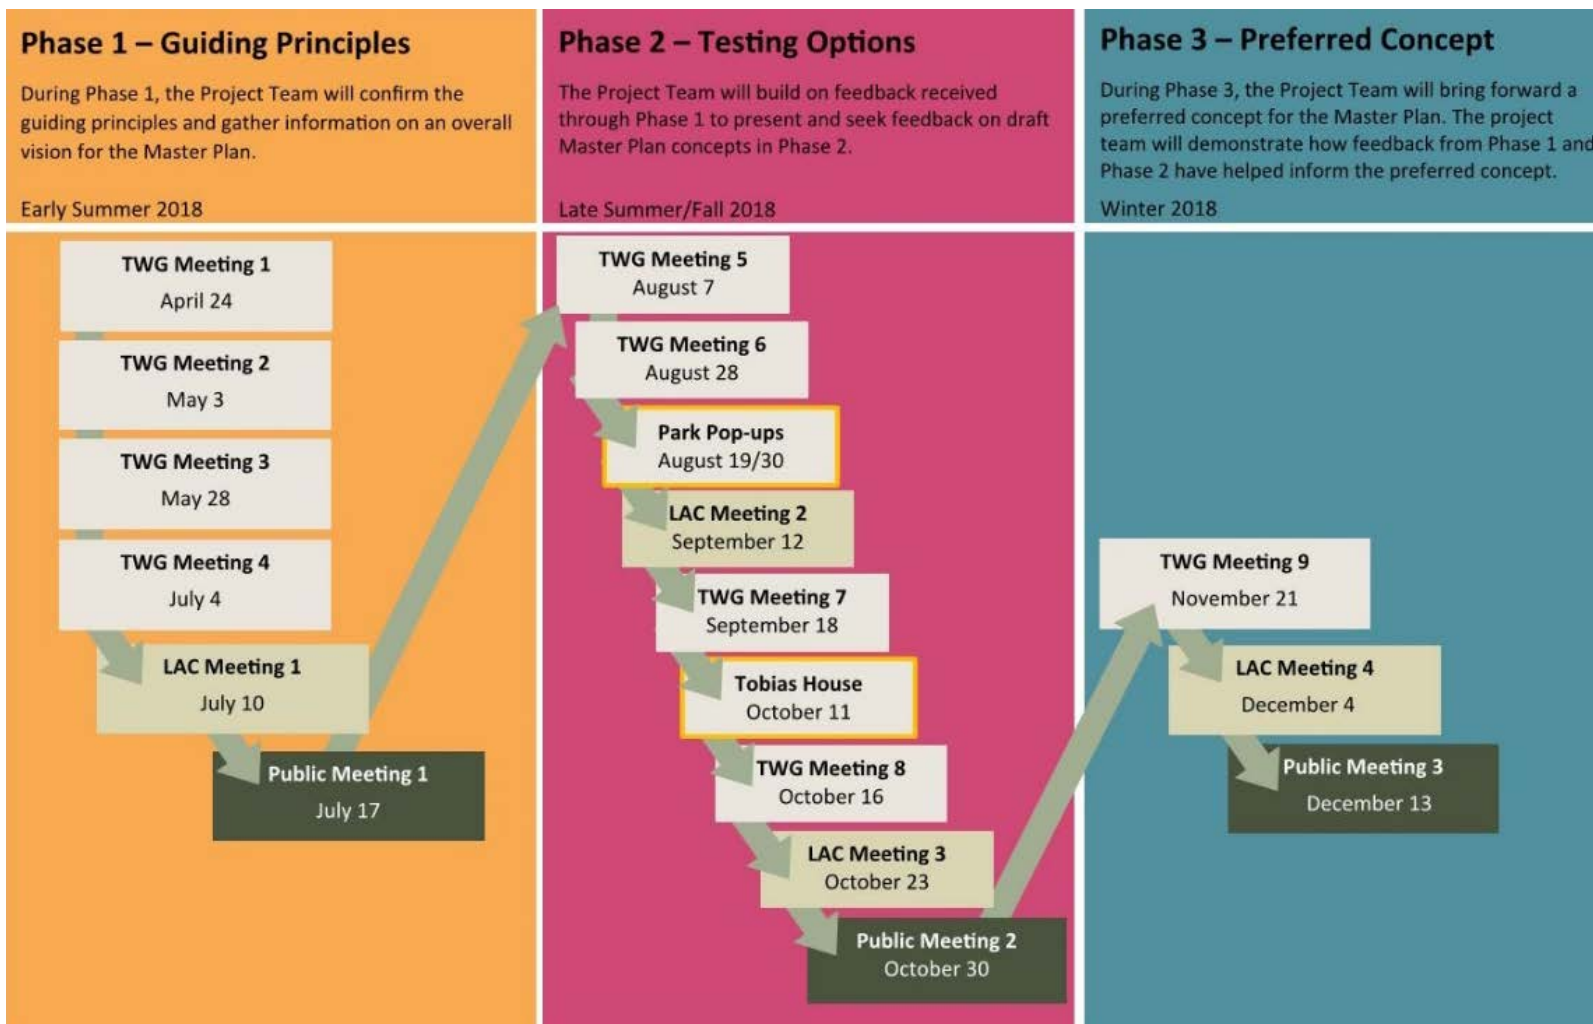 Phase 1 – Guiding Principles
During Phase 1, the Project Team will confirm the
guiding principles and gather information on an overall
vision for the Master Plan.
Early Summer 2018
TWG Meeting 1
April 24
TWG Meeting 2
May 3
TWG Meeting 3
May 28
TWG Meeting 4
July 4
LAC Meeting 1
July 10
Public Meeting 1
July 17
Phase 2 – Testing Options
The Project Team will build on feedback received
through Phase 1 to present and seek feedback on draft
Master Plan concepts in Phase 2.
Late Summer/Fall 2018
TWG Meeting 5
August 7
TWG Meeting 6
August 28
Park Pop-ups
August 19/30
LAC Meeting 2
September 12
TWG Meeting 7
September 18
Tobias House
October 11
TWG Meeting 8
October 16
LAC Meeting 3
October 23
Public Meeting 2
October 30
Phase 3 – Preferred Concept
During Phase 3, the Project Team will bring forward a
preferred concept for the Master Plan. The project
team will demonstrate how feedback from Phase 1 and
Phase 2 have helped inform the preferred concept.
Winter 2018
TWG Meeting 9
November 21
LAC Meeting 4
December 4
Public Meeting 3
December 13